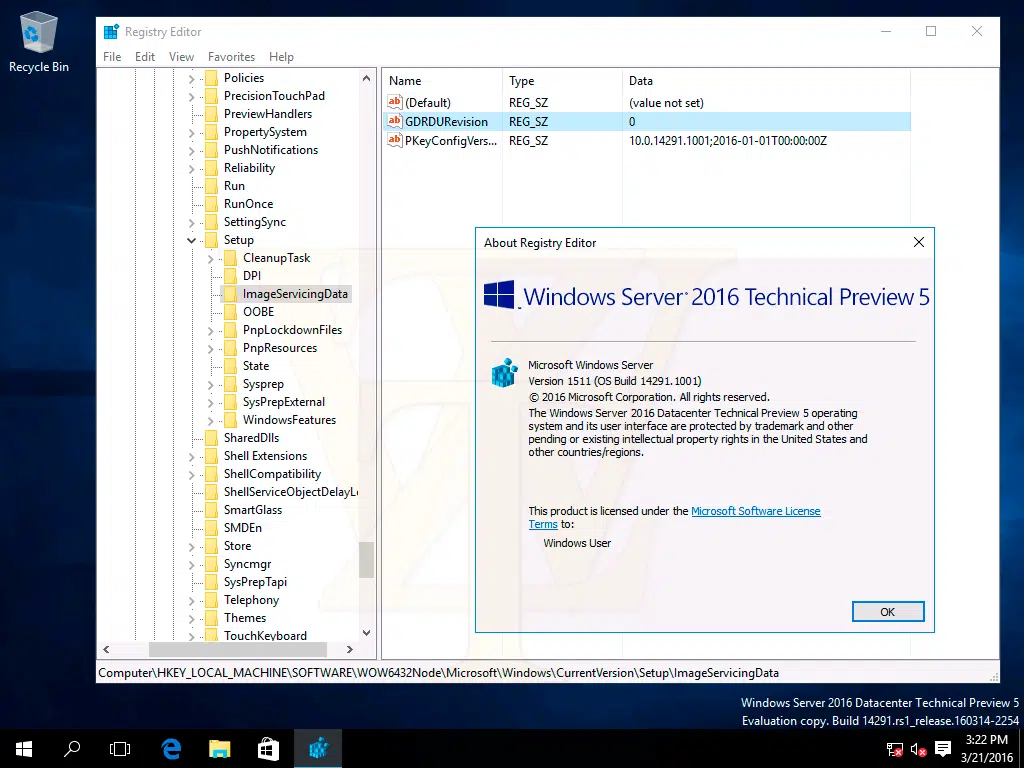 Recycle Bin
Registry Editor
File Edit View Favorites Help
Policies
PrecisionTouchPad
PreviewHandlers
PropertySystem
PushNotifications
Reliability
Run
RunOnce
SettingSync
Setup
CleanupTask
DPI
ImageServicingData
OOBE
PnpLockdownFiles
PnpResources
State
Sysprep
SysPrepExternal
WindowsFeatures
SharedDlls
Shell Extensions
ShellCompatibility
ShellServiceObjectDelayLo
SmartGlass
SMDEn
Store
Syncmgr
SysPrepTapi
Telephony
Themes
TouchKeyboard
Name Type Data
(Default) REG_SZ (value not set)
GDRDURevision REG_SZ 0
PKeyConfigVers... REG_SZ 10.0.14291.1001;2016-01-01T00:00:00Z
About Registry Editor
Windows Server 2016 Technical Preview 5
Microsoft Windows Server
Version 1511 (OS Build 14291.1001)
© 2016 Microsoft Corporation. All rights reserved.
The Windows Server 2016 Datacenter Technical Preview 5 operating
system and its user interface are protected by trademark and other
pending or existing intellectual property rights in the United States and
other countries/regions.
This product is licensed under the Microsoft Software License
Terms to:
Windows User
OK
Computer\HKEY_LOCAL_MACHINE\SOFTWARE\WOW6432Node\Microsoft\Windows\CurrentVersion\Setup\ImageServicingData
Windows Server 2016 Datacenter Technical Preview 5
Evaluation copy. Build 14291.rs1_release.160314-2254
3:22 PM
3/21/2016